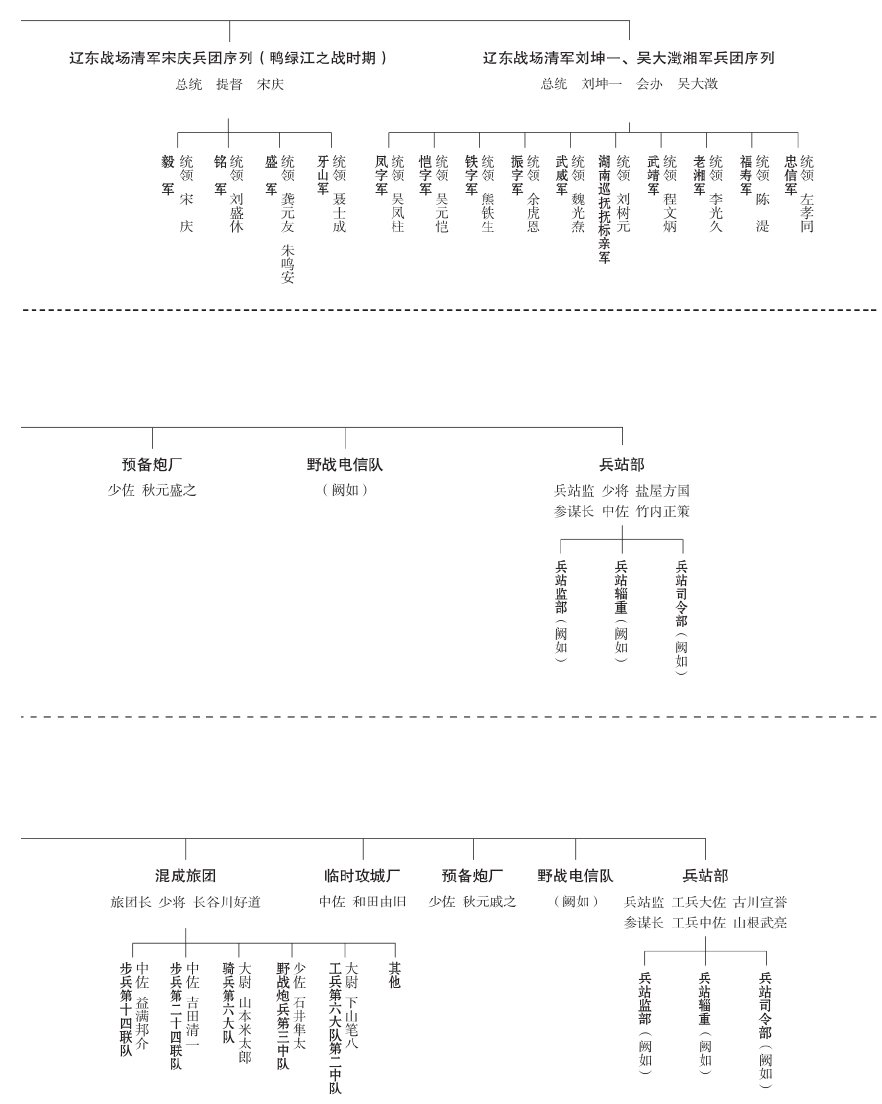 辽东战场清军宋庆兵团序列（鸭绿江之战时期）
总统　提督　宋庆
毅　军
统领　宋　庆
铭　军
统领　刘盛休
盛　军
统领　龚元友　朱鸣安
牙山军
统领　聂士成
辽东战场清军刘坤一、吴大澂湘军兵团序列
总统　刘坤一　会办　吴大澂
凤字军
统领　吴凤柱
恺字军
统领　吴元恺
铁字军
统领　熊铁生
振字军
统领　余虎恩
武威军
统领　魏光焘
湖南巡抚抚标亲军
统领　刘树元
武靖军
统领　程文炳
老湘军
统领　李光久
福寿军
统领　陈　湜
忠信军
统领　左孝同
预备炮厂
少佐 秋元盛之
野战电信队
（阙如）
兵站部
兵站监 少将 盐屋方国
参谋长 中佐 竹内正策
兵站监部（阙如）
兵站辎重（阙如）
兵站司令部（阙如）
混成旅团
旅团长 少将 长谷川好道
步兵第十四联队
中佐 益满邦介
步兵第二十四联队
中佐 吉田清一
骑兵第六大队
大尉 山本米太郎
野战炮兵第三中队
少佐 石井隼太
工兵第六大队第二中队
大尉 下山笔八
其他
临时攻城厂
中佐 和田由旧
预备炮厂
少佐 秋元戚之
野战电信队
（阙如）
兵站部
兵站监 工兵大佐 古川宣誉
参谋长 工兵中佐 山根武亮
兵站监部（阙如）
兵站辎重（阙如）
兵站司令部（阙如）